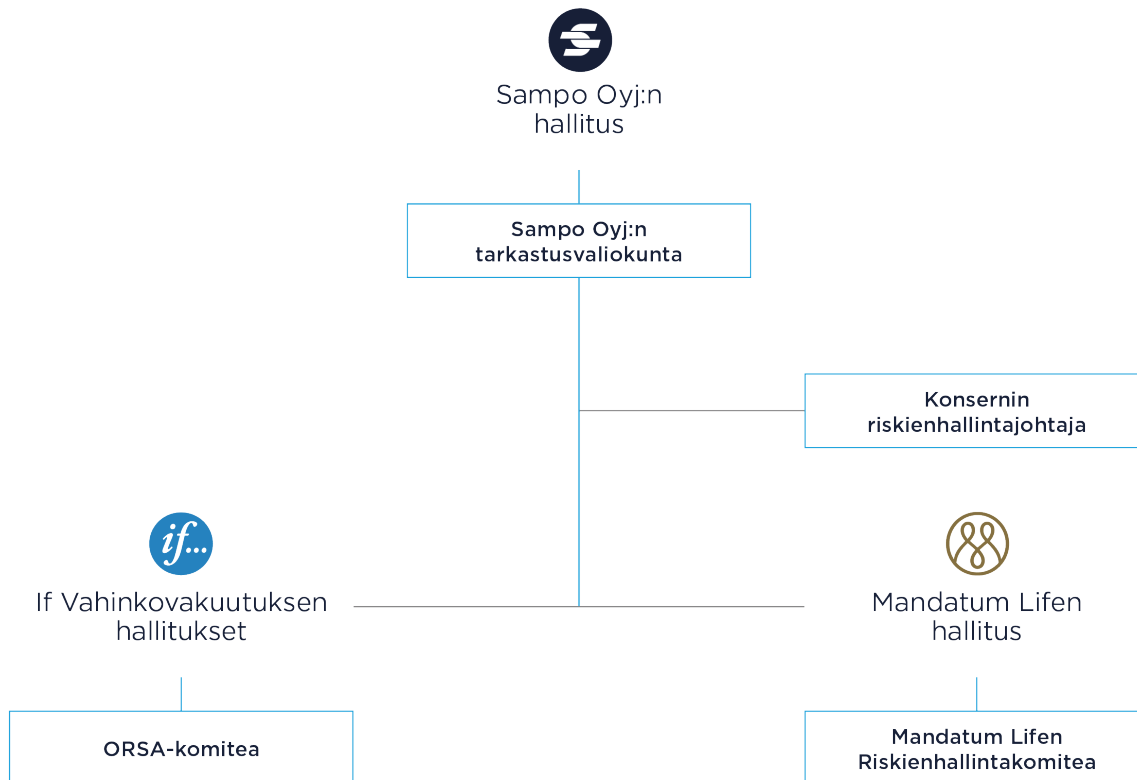 Sampo Oyj:n
hallitus
Sampo Oyj:n
tarkastusvaliokunta
Konsernin
riskienhallintajohtaja
if...
If Vahinkovakuutuksen
hallitukset
Mandatum Lifen
hallitus
ORSA-komitea
Mandatum Lifen
Riskienhallintakomitea